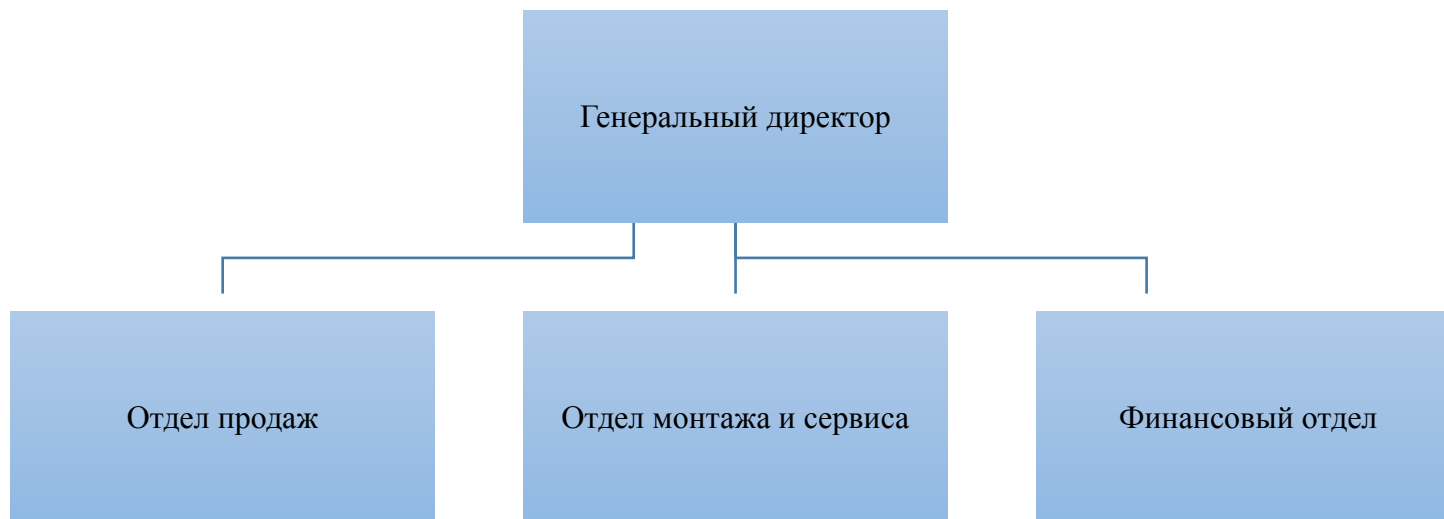 Генеральный директор
Отдел продаж
Отдел монтажа и сервиса
Финансовый отдел